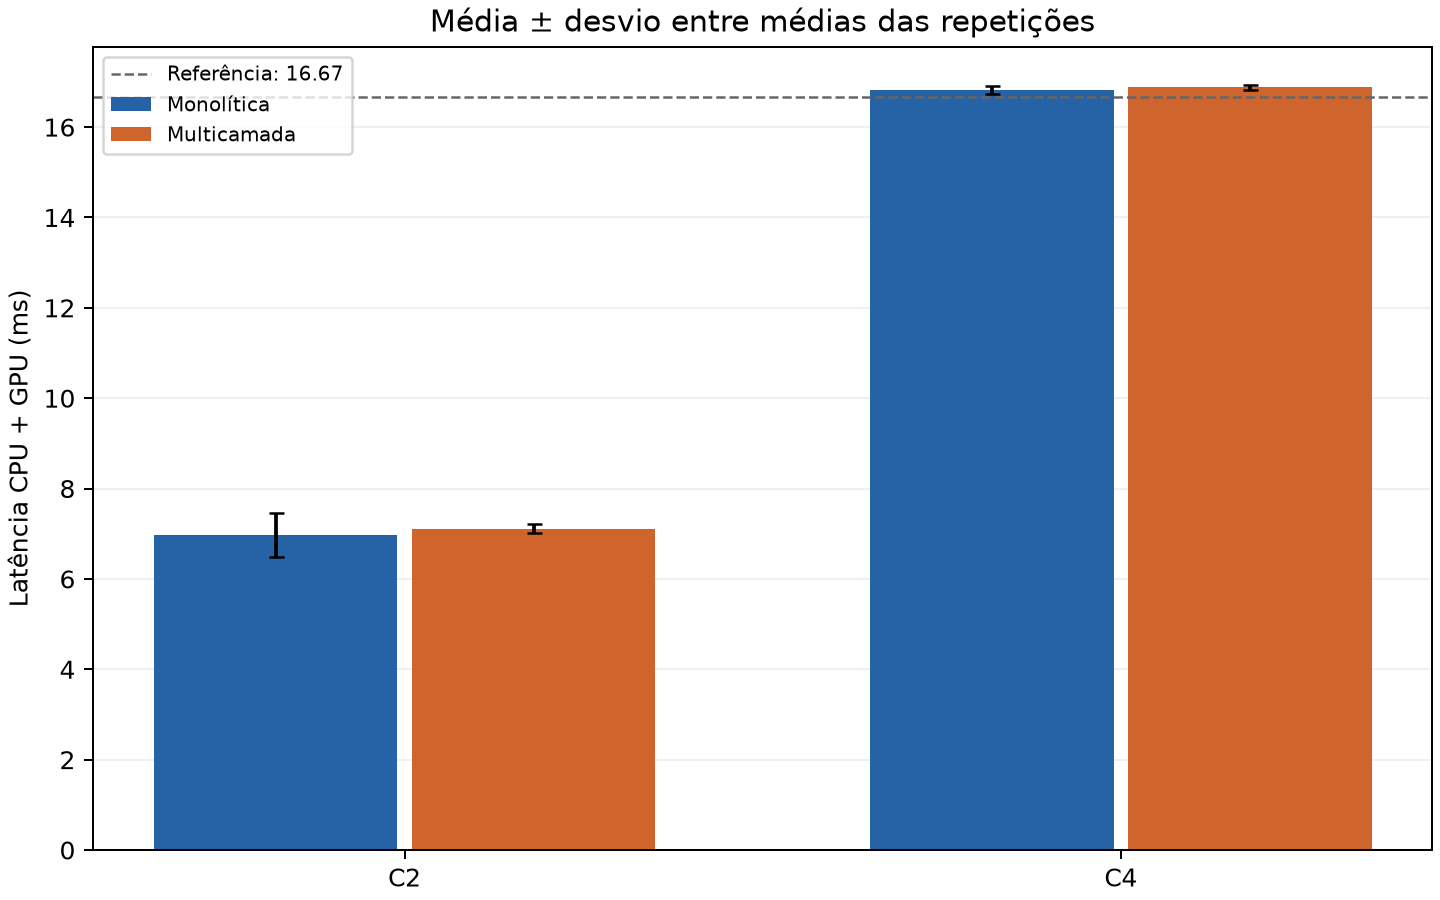 Média ± desvio entre médias das repetições
Referência: 16.67
Monolítica
Multicamada
Latência CPU + GPU (ms)
16
14
12
10
8
6
4
2
0
C2
C4